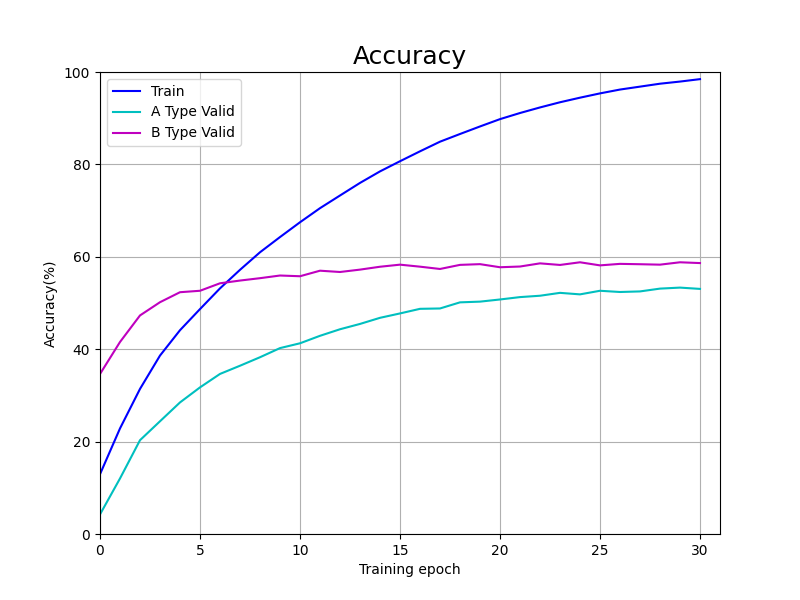 Accuracy
Train
A Type Valid
B Type Valid
100
80
60
40
20
0
Accuracy(%)
0 5 10 15 20 25 30
Training epoch